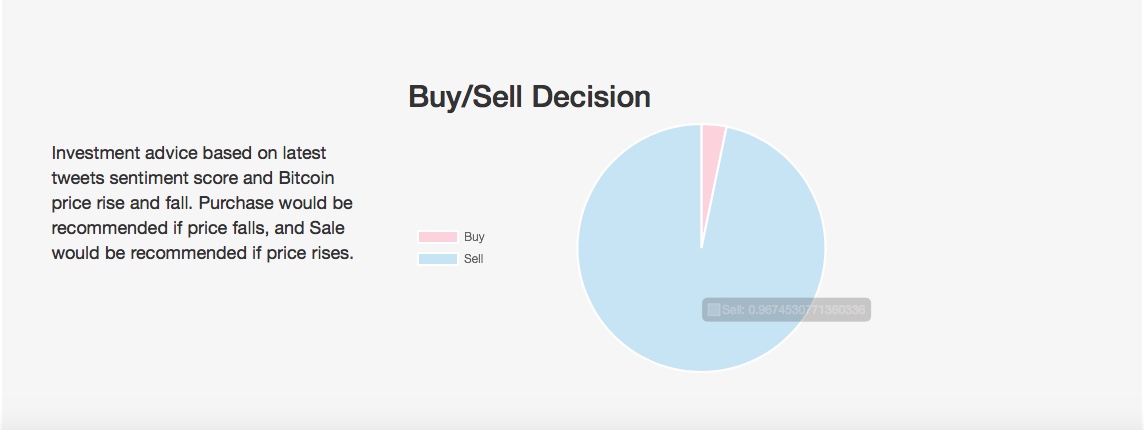 Buy/Sell Decision
Investment advice based on latest
tweets sentiment score and Bitcoin
price rise and fall. Purchase would be
recommended if price falls, and Sale
would be recommended if price rises.
Buy
Sell
Sell: 0.9674530771360336